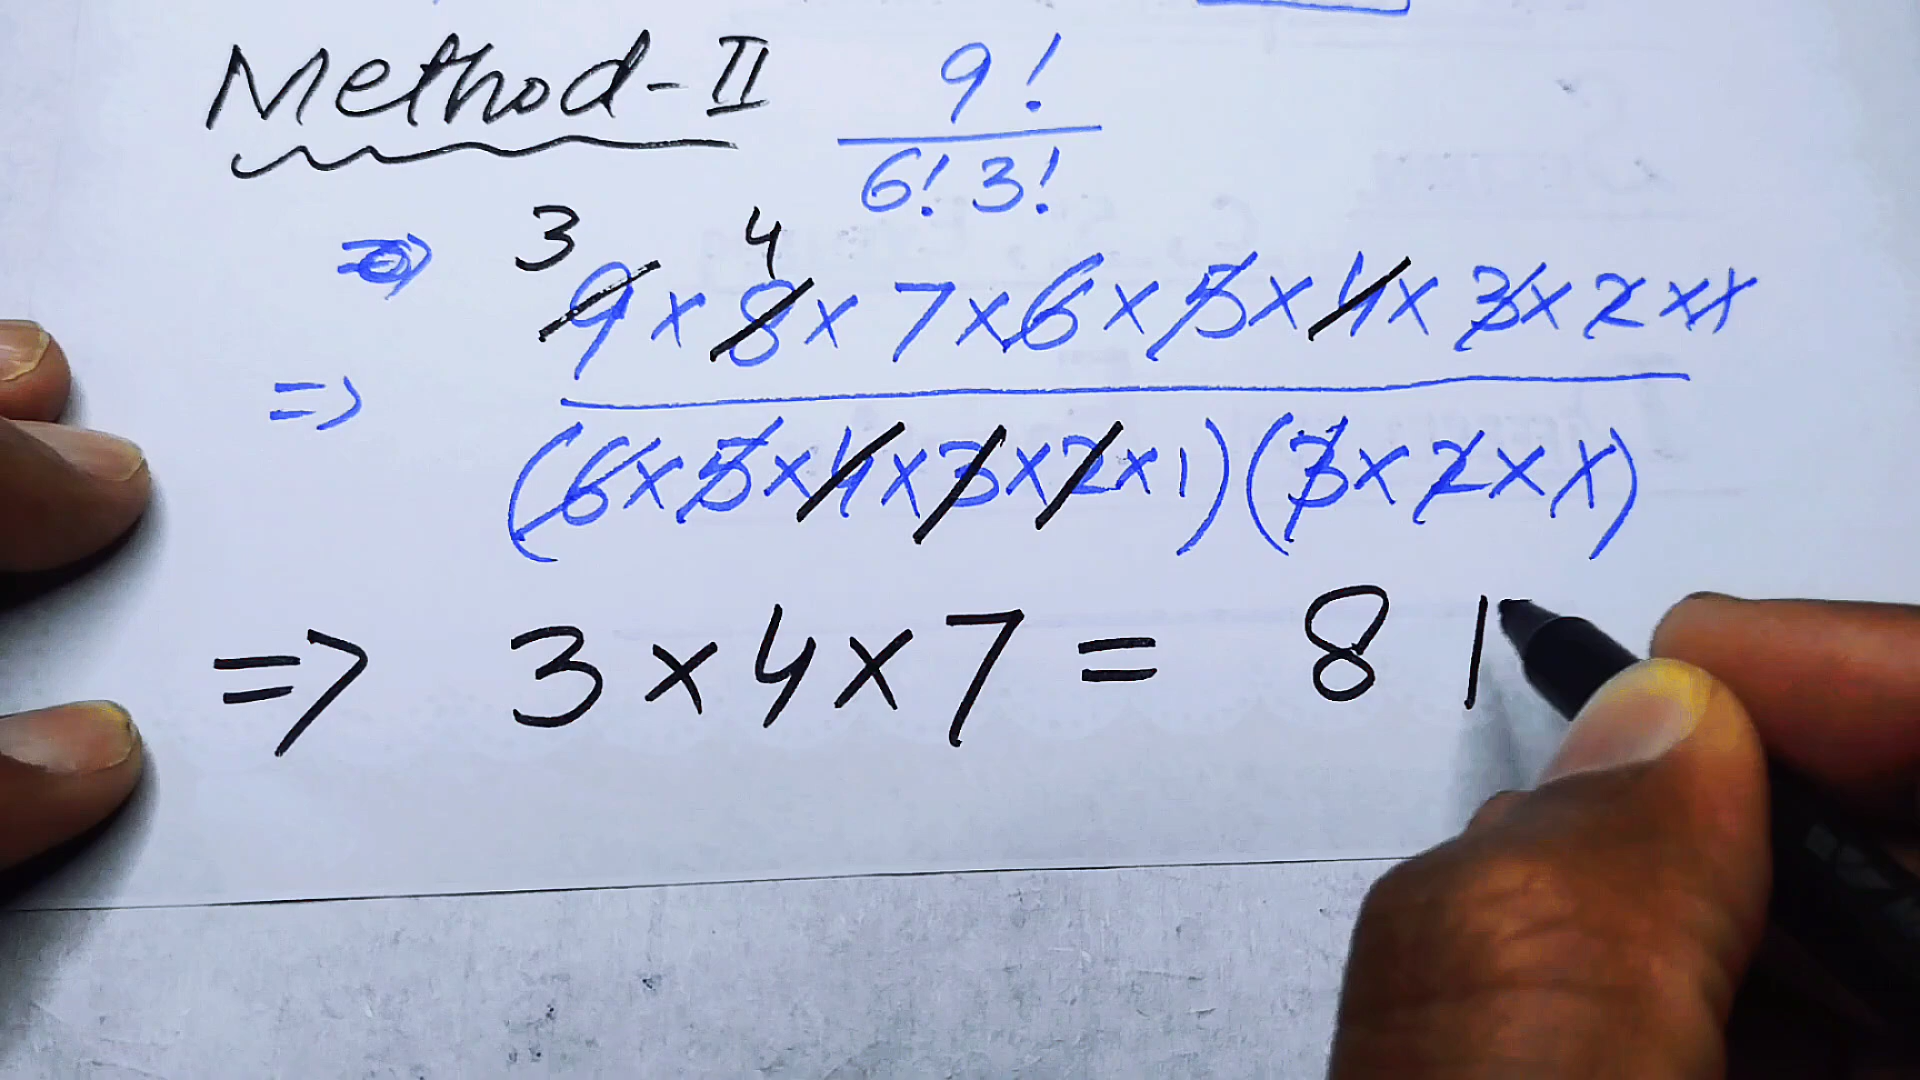 Method-II 9!
6! 3!
3 4
⇒ 9 x 8 x 7 x 6 x 5 x 4 x 3 x 2 x 1
⇒ (6 x 5 x 4 x 3 x 2 x 1) (3 x 2 x 1)
⇒ 3 x 4 x 7 = 8